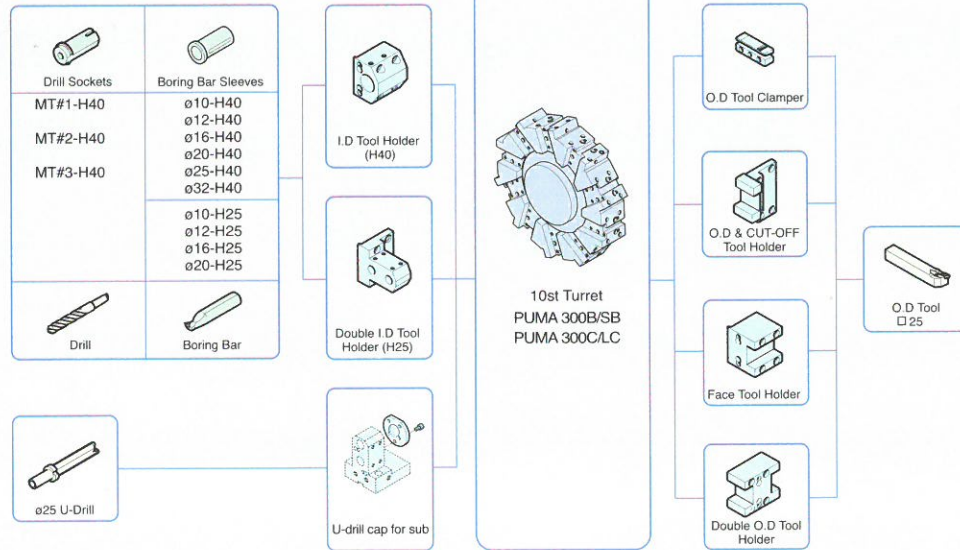 Drill Sockets
Boring Bar Sleeves
MT#1-H40
MT#2-H40
MT#3-H40
ø10-H40
ø12-H40
ø16-H40
ø20-H40
ø25-H40
ø32-H40
ø10-H25
ø12-H25
ø16-H25
ø20-H25
Drill
Boring Bar
ø25 U-Drill
I.D Tool Holder
(H40)
Double I.D Tool
Holder (H25)
U-drill cap for sub
10st Turret
PUMA 300B/SB
PUMA 300C/LC
O.D Tool Clamper
O.D & CUT-OFF
Tool Holder
Face Tool Holder
Double O.D Tool
Holder
O.D Tool
□25